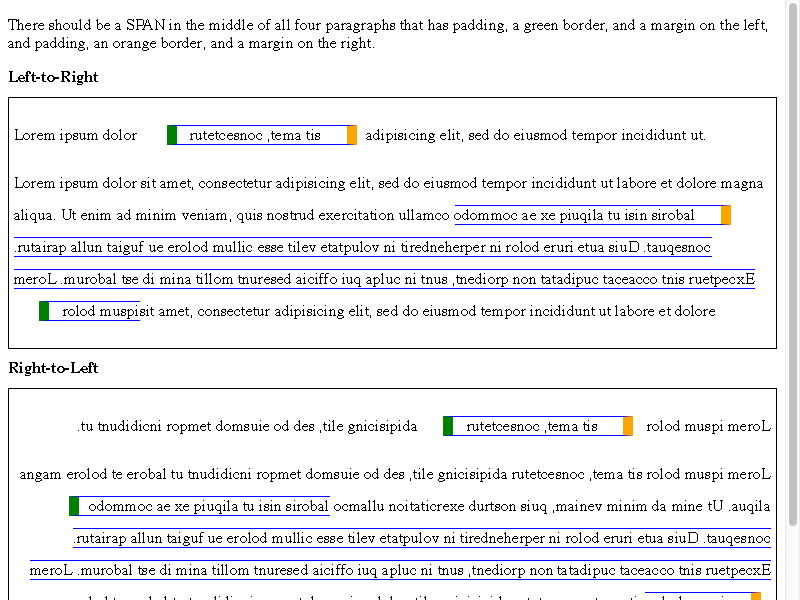 There should be a SPAN in the middle of all four paragraphs that has padding, a green border, and a margin on the left,
and padding, an orange border, and a margin on the right.
Left-to-Right
Lorem ipsum dolor rutetcesnoc ,tema tis adipisicing elit, sed do eiusmod tempor incididunt ut.
Lorem ipsum dolor sit amet, consectetur adipisicing elit, sed do eiusmod tempor incididunt ut labore et dolore magna
aliqua. Ut enim ad minim veniam, quis nostrud exercitation ullamco odommoc ae xe piuqila tu isin sirobal
.rutairap allun taiguf ue erolod mullic esse tilev etatpulov ni tiredneherper ni rolod eruri etua siuD .tauqesnoc
meroL .murobal tse di mina tillom tnuresed aiciffo iuq apluc ni tnus ,tnediorp non tatadipuc taceacco tnis ruetpecxE
rolod muspisit amet, consectetur adipisicing elit, sed do eiusmod tempor incididunt ut labore et dolore
Right-to-Left
.tu tnudidicni ropmet domsuie od des ,tile gnicisipida rutetcesnoc ,tema tis rolod muspi meroL
angam erolod te erobal tu tnudidicni ropmet domsuie od des ,tile gnicisipida rutetcesnoc ,tema tis rolod muspi meroL
odommoc ae xe piuqila tu isin sirobal ocmallu noitaticrexe durtson siuq ,mainev minim da mine tU .auqila
.rutairap allun taiguf ue erolod mullic esse tilev etatpulov ni tiredneherper ni rolod eruri etua siuD .tauqesnoc
meroL .murobal tse di mina tillom tnuresed aiciffo iuq apluc ni tnus ,tnediorp non tatadipuc taceacco tnis ruetpecxE